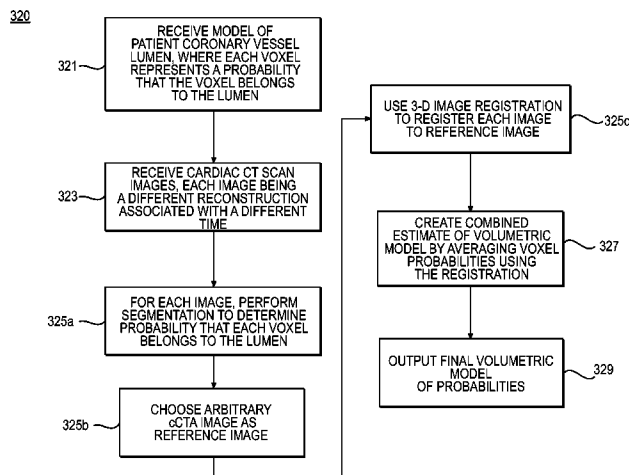 320
321
RECEIVE MODEL OF
PATIENT CORONARY VESSEL
LUMEN, WHERE EACH VOXEL
REPRESENTS A PROBABILITY
THAT THE VOXEL BELONGS
TO THE LUMEN
323
RECEIVE CARDIAC CT SCAN
IMAGES, EACH IMAGE BEING
A DIFFERENT RECONSTRUCTION
ASSOCIATED WITH A DIFFERENT
TIME
325a
FOR EACH IMAGE, PERFORM
SEGMENTATION TO DETERMINE
PROBABILITY THAT EACH VOXEL
BELONGS TO THE LUMEN
325b
CHOOSE ARBITRARY
cCTA IMAGE AS
REFERENCE IMAGE
USE 3-D IMAGE REGISTRATION
TO REGISTER EACH IMAGE
TO REFERENCE IMAGE
325c
CREATE COMBINED
ESTIMATE OF VOLUMETRIC
MODEL BY AVERAGING VOXEL
PROBABILITIES USING
THE REGISTRATION
327
OUTPUT FINAL VOLUMETRIC
MODEL
OF PROBABILITIES
329